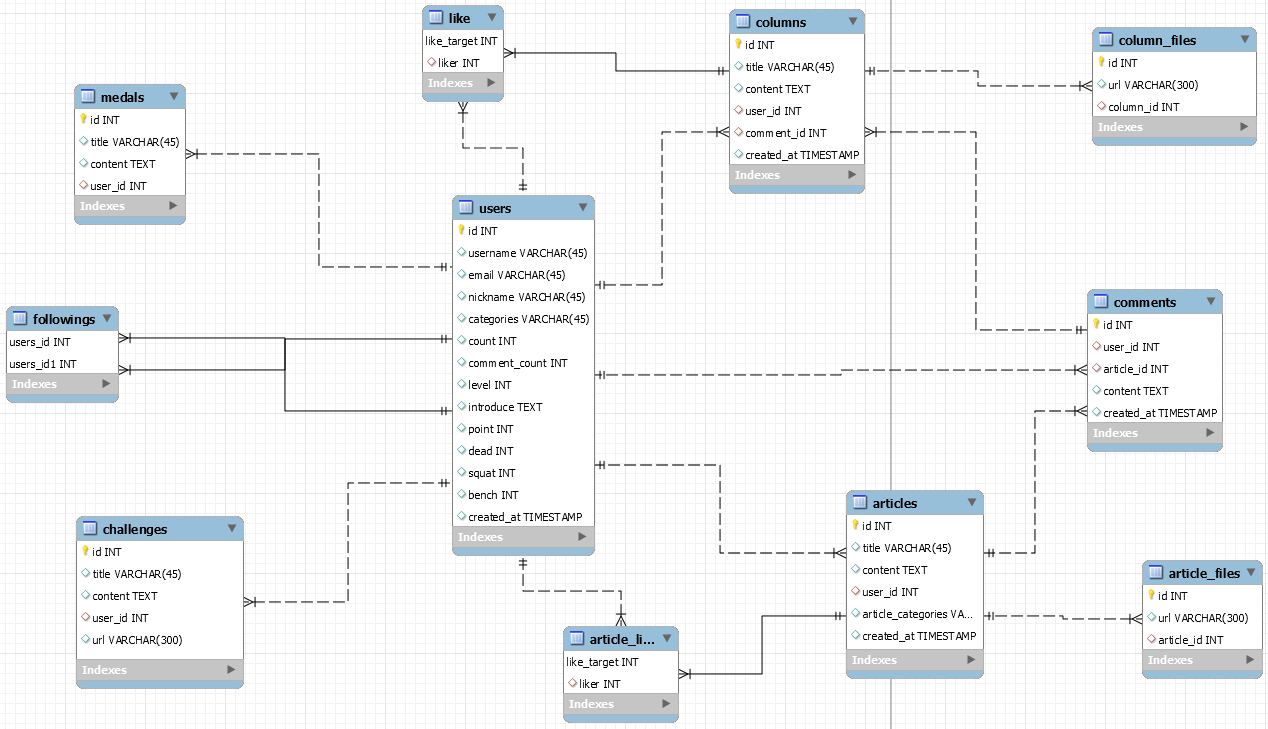 like
like_target INT
liker INT
Indexes
columns
id INT
title VARCHAR(45)
content TEXT
user_id INT
comment_id INT
created_at TIMESTAMP
Indexes
column_files
id INT
url VARCHAR(300)
column_id INT
Indexes
medals
id INT
title VARCHAR(45)
content TEXT
user_id INT
Indexes
users
id INT
username VARCHAR(45)
email VARCHAR(45)
nickname VARCHAR(45)
categories VARCHAR(45)
count INT
comment_count INT
level INT
introduce TEXT
point INT
dead INT
squat INT
bench INT
created_at TIMESTAMP
Indexes
followings
users_id INT
users_id1 INT
Indexes
comments
id INT
user_id INT
article_id INT
content TEXT
created_at TIMESTAMP
Indexes
challenges
id INT
title VARCHAR(45)
content TEXT
user_id INT
url VARCHAR(300)
Indexes
articles
id INT
title VARCHAR(45)
content TEXT
user_id INT
article_categories VA...
created_at TIMESTAMP
Indexes
article_files
id INT
url VARCHAR(300)
article_id INT
Indexes
article_li...
like_target INT
liker INT
Indexes